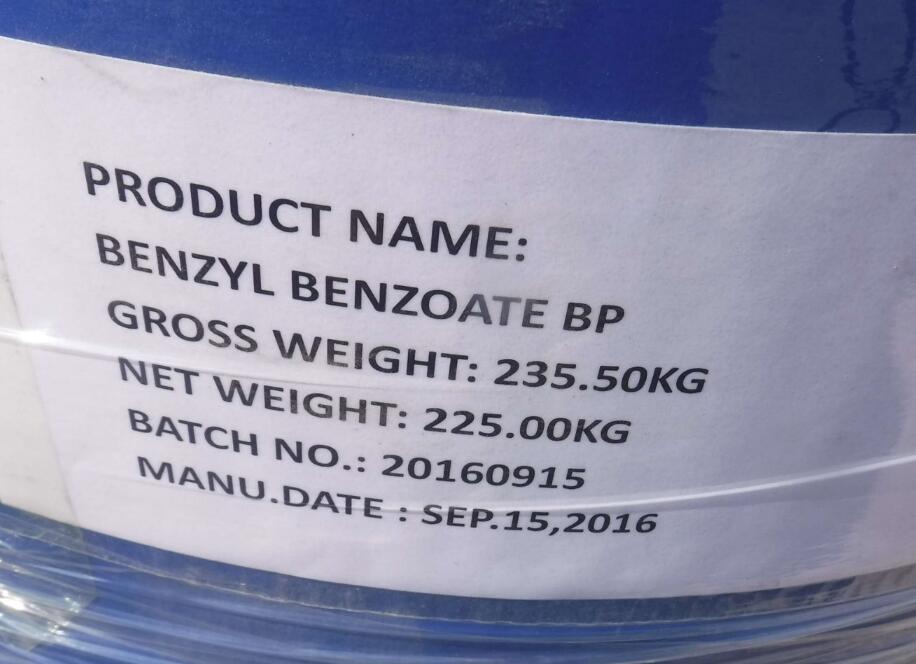 PRODUCT NAME:
BENZYL BENZOATE BP
GROSS WEIGHT: 235.50KG
NET WEIGHT: 225.00KG
BATCH NO.: 20160915
MANU.DATE : SEP.15,2016